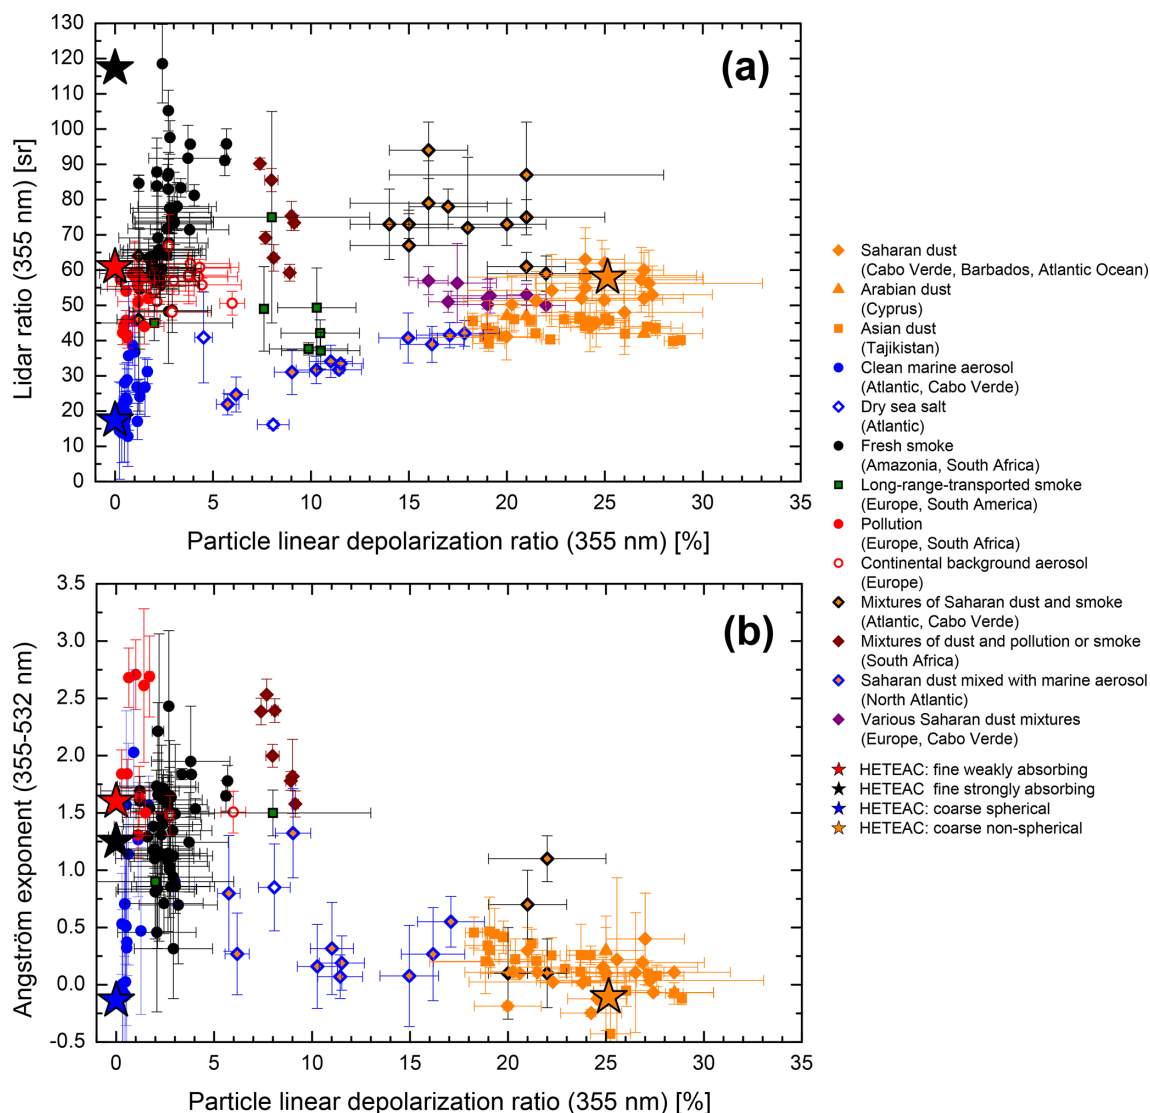 130
120
110
100
90
80
70
60
50
40
30
20
10
0
Lidar ratio (355 nm) [sr]
(a)
0 5 10 15 20 25 30 35
Particle linear depolarization ratio (355 nm) [%]
3.5
3.0
2.5
2.0
1.5
1.0
0.5
0.0
-0.5
Angström exponent (355-532 nm)
(b)
0 5 10 15 20 25 30 35
Particle linear depolarization ratio (355 nm) [%]
Saharan dust
(Cabo Verde, Barbados, Atlantic Ocean)
Arabian dust
(Cyprus)
Asian dust
(Tajikistan)
Clean marine aerosol
(Atlantic, Cabo Verde)
Dry sea salt
(Atlantic)
Fresh smoke
(Amazonia, South Africa)
Long-range-transported smoke
(Europe, South America)
Pollution
(Europe, South Africa)
Continental background aerosol
(Europe)
Mixtures of Saharan dust and smoke
(Atlantic, Cabo Verde)
Mixtures of dust and pollution or smoke
(South Africa)
Saharan dust mixed with marine aerosol
(North Atlantic)
Various Saharan dust mixtures
(Europe, Cabo Verde)
HETEAC: fine weakly absorbing
HETEAC fine strongly absorbing
HETEAC: coarse spherical
HETEAC: coarse non-spherical